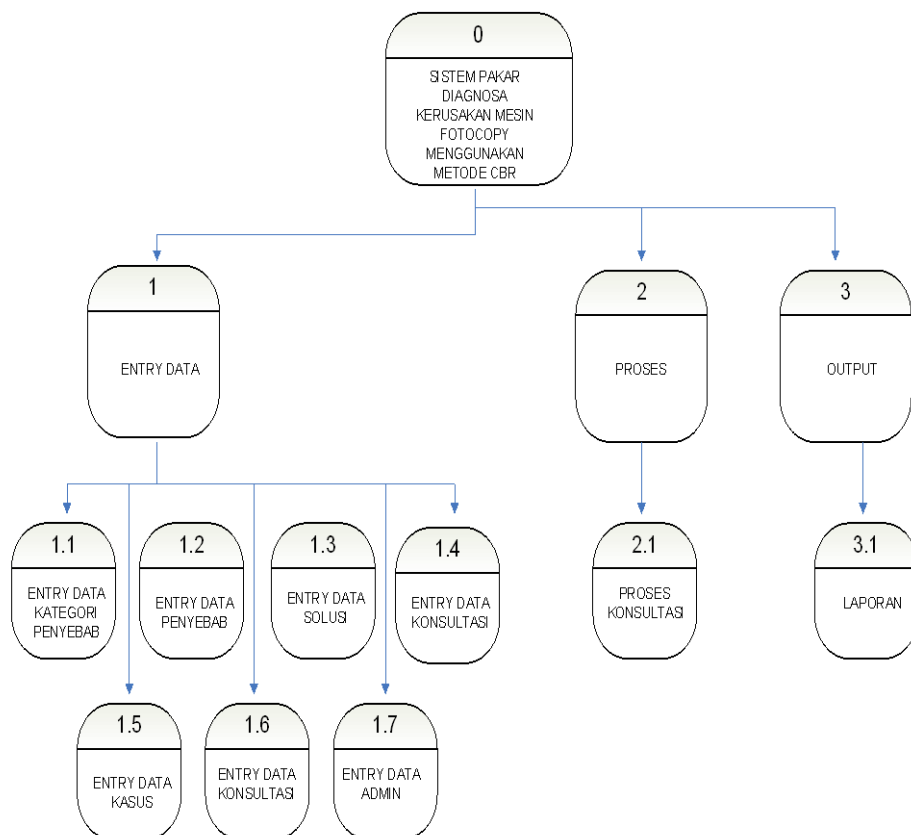 0
SISTEM PAKAR
DIAGNOSA
KERUSAKAN MESIN
FOTOCOPY
MENGGUNAKAN
METODE CBR
1
ENTRY DATA
2
PROSES
3
OUTPUT
1.1
ENTRY DATA
KATEGORI
PENYEBAB
1.2
ENTRY DATA
PENYEBAB
1.3
ENTRY DATA
SOLUSI
1.4
ENTRY DATA
KONSULTASI
2.1
PROSES
KONSULTASI
3.1
LAPORAN
1.5
ENTRY DATA
KASUS
1.6
ENTRY DATA
KONSULTASI
1.7
ENTRY DATA
ADMIN